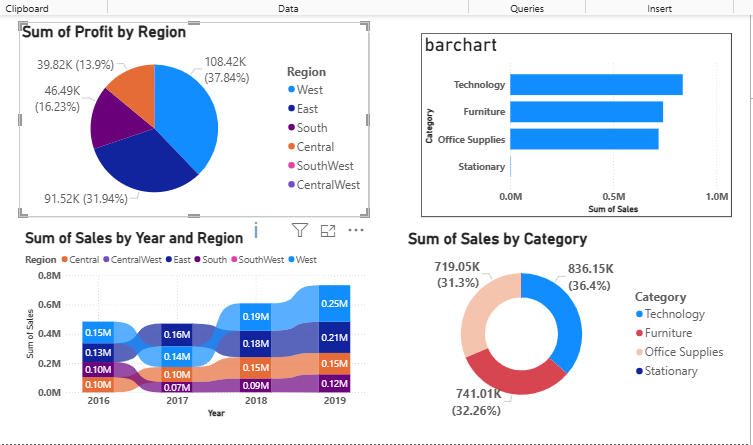 Clipboard Data Queries Insert
Sum of Profit by Region
39.82K (13.9%)
108.42K
(37.84%)
46.49K
(16.23%)
91.52K (31.94%)
Region
West
East
South
Central
SouthWest
CentralWest
barchart
Category
Technology
Furniture
Office Supplies
Stationary
0.0M 0.5M 1.0M
Sum of Sales
Sum of Sales by Year and Region
Region Central CentralWest East South SouthWest West
Sum of Sales
0.8M
0.6M
0.4M
0.2M
0.0M
0.15M
0.13M
0.10M
0.10M
0.16M
0.14M
0.10M
0.07M
0.19M
0.18M
0.15M
0.09M
0.25M
0.21M
0.15M
0.12M
2016 2017 2018 2019
Year
Sum of Sales by Category
719.05K
(31.3%)
836.15K
(36.4%)
741.01K
(32.26%)
Category
Technology
Furniture
Office Supplies
Stationary